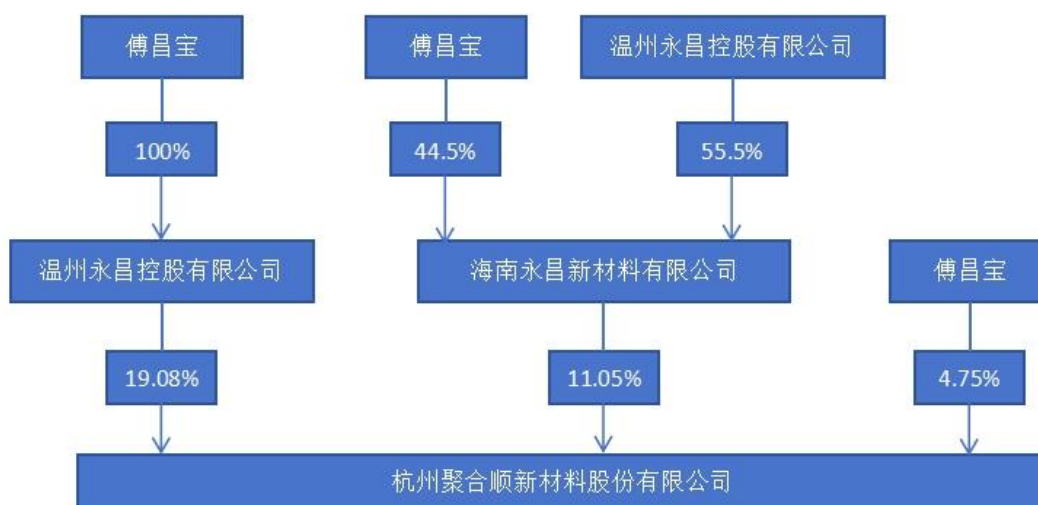 傅昌宝
傅昌宝
温州永昌控股有限公司
100%
44.5%
55.5%
温州永昌控股有限公司
海南永昌新材料有限公司
傅昌宝
19.08%
11.05%
4.75%
杭州聚合顺新材料股份有限公司